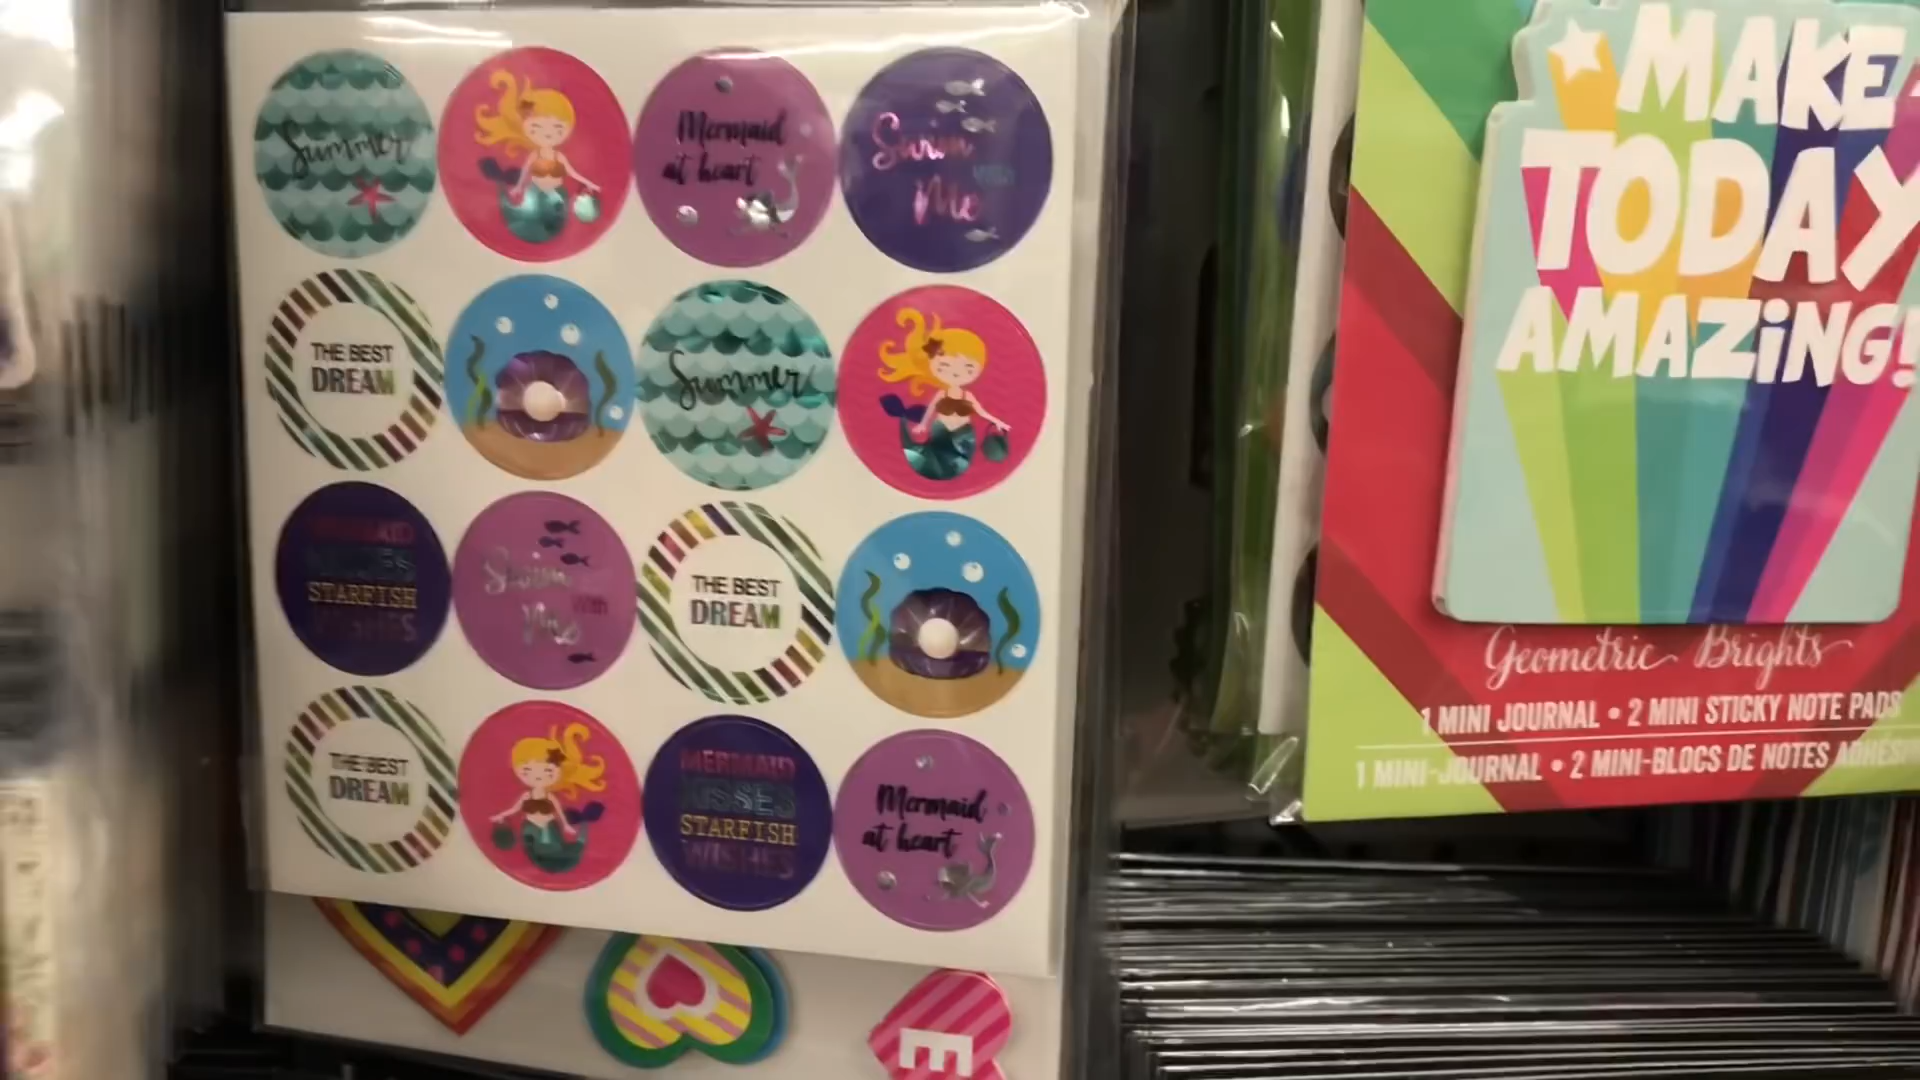 Summer
Mermaid
at heart
Swim
With
Me
THE BEST
DREAM
Summer
MERMAID
KISSES
STARFISH
WISHES
Swim
With
Me
THE BEST
DREAM
THE BEST
DREAM
MERMAID
KISSES
STARFISH
WISHES
Mermaid
at heart
E
MAKE
TODAY
AMAZiNG!
Geometric Brights
1 MINI JOURNAL • 2 MINI STICKY NOTE PADS
1 MINI-JOURNAL • 2 MINI-BLOCS DE NOTES